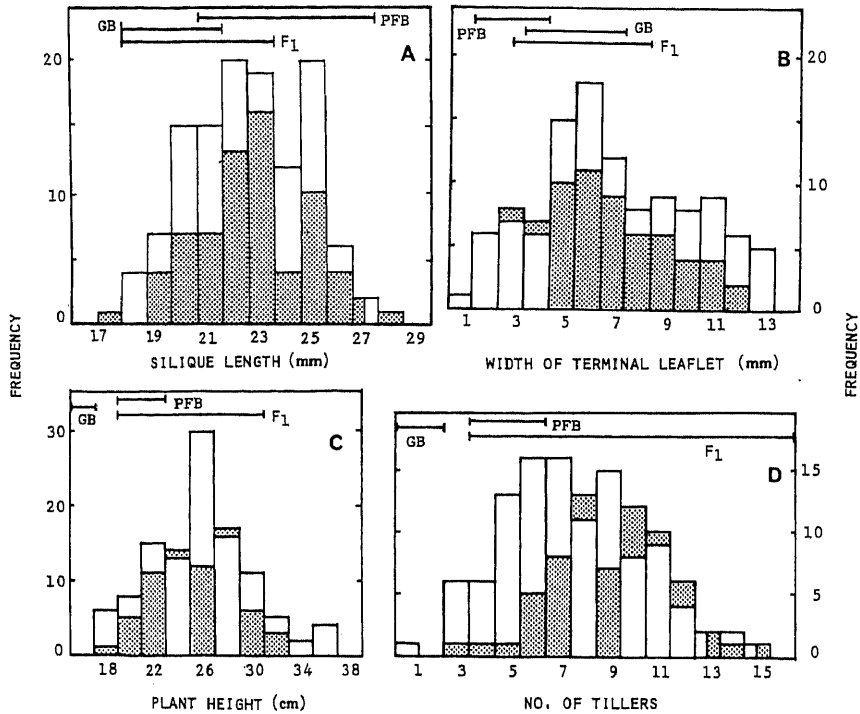 GB
PFB
F1
A
20
10
0
17 19 21 23 25 27 29
SILIQUE LENGTH (mm)
PFB
GB
F1
B
20
10
0
1 3 5 7 9 11 13
WIDTH OF TERMINAL LEAFLET (mm)
FREQUENCY
FREQUENCY
GB
PFB
F1
C
30
20
10
0
18 22 26 30 34 38
PLANT HEIGHT (cm)
GB
PFB
F1
D
15
10
5
0
1 3 5 7 9 11 13 15
NO. OF TILLERS